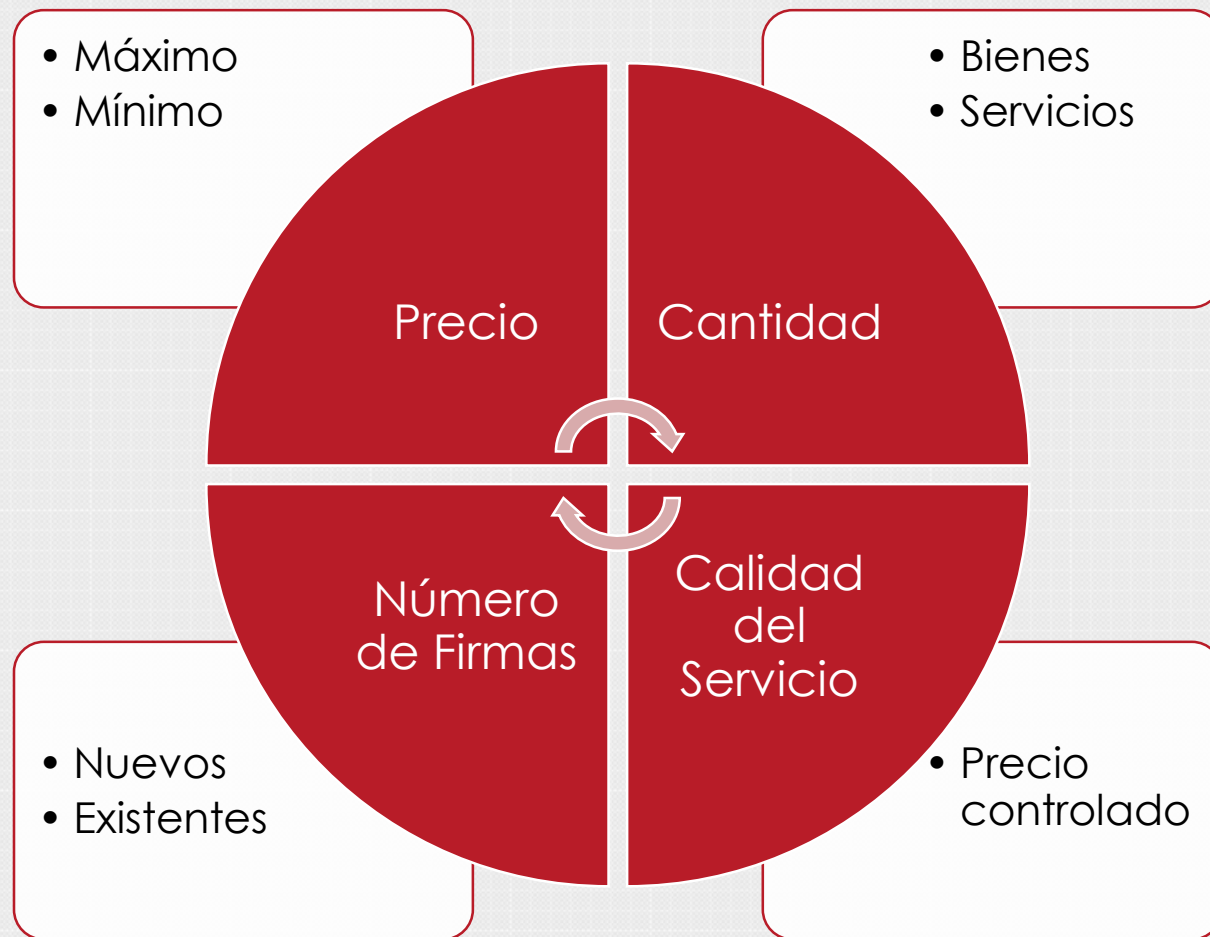 • Máximo
• Mínimo
• Bienes
• Servicios
Precio
Cantidad
Número
de Firmas
Calidad
del
Servicio
• Nuevos
• Existentes
• Precio
controlado